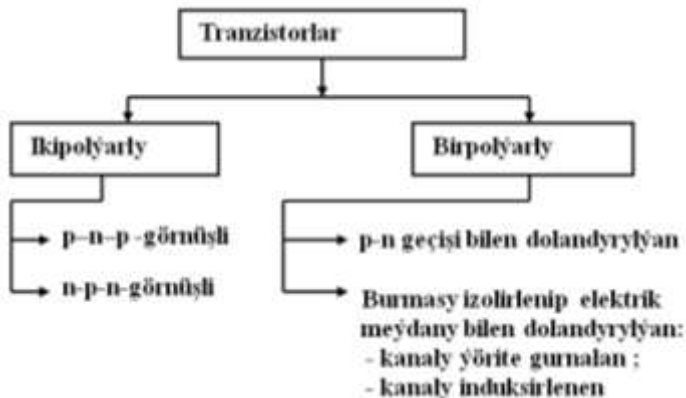 Tranzistorlar
Ikipolýarly
Birpolýarly
p–n–p -görnüşli
n-p-n-görnüşli
p-n geçişi bilen dolandyrylýan
Burmasy izolirlenip elektrik
meýdany bilen dolandyrylýan:
- kanaly ýörite gurnalan ;
- kanaly induksirlenen